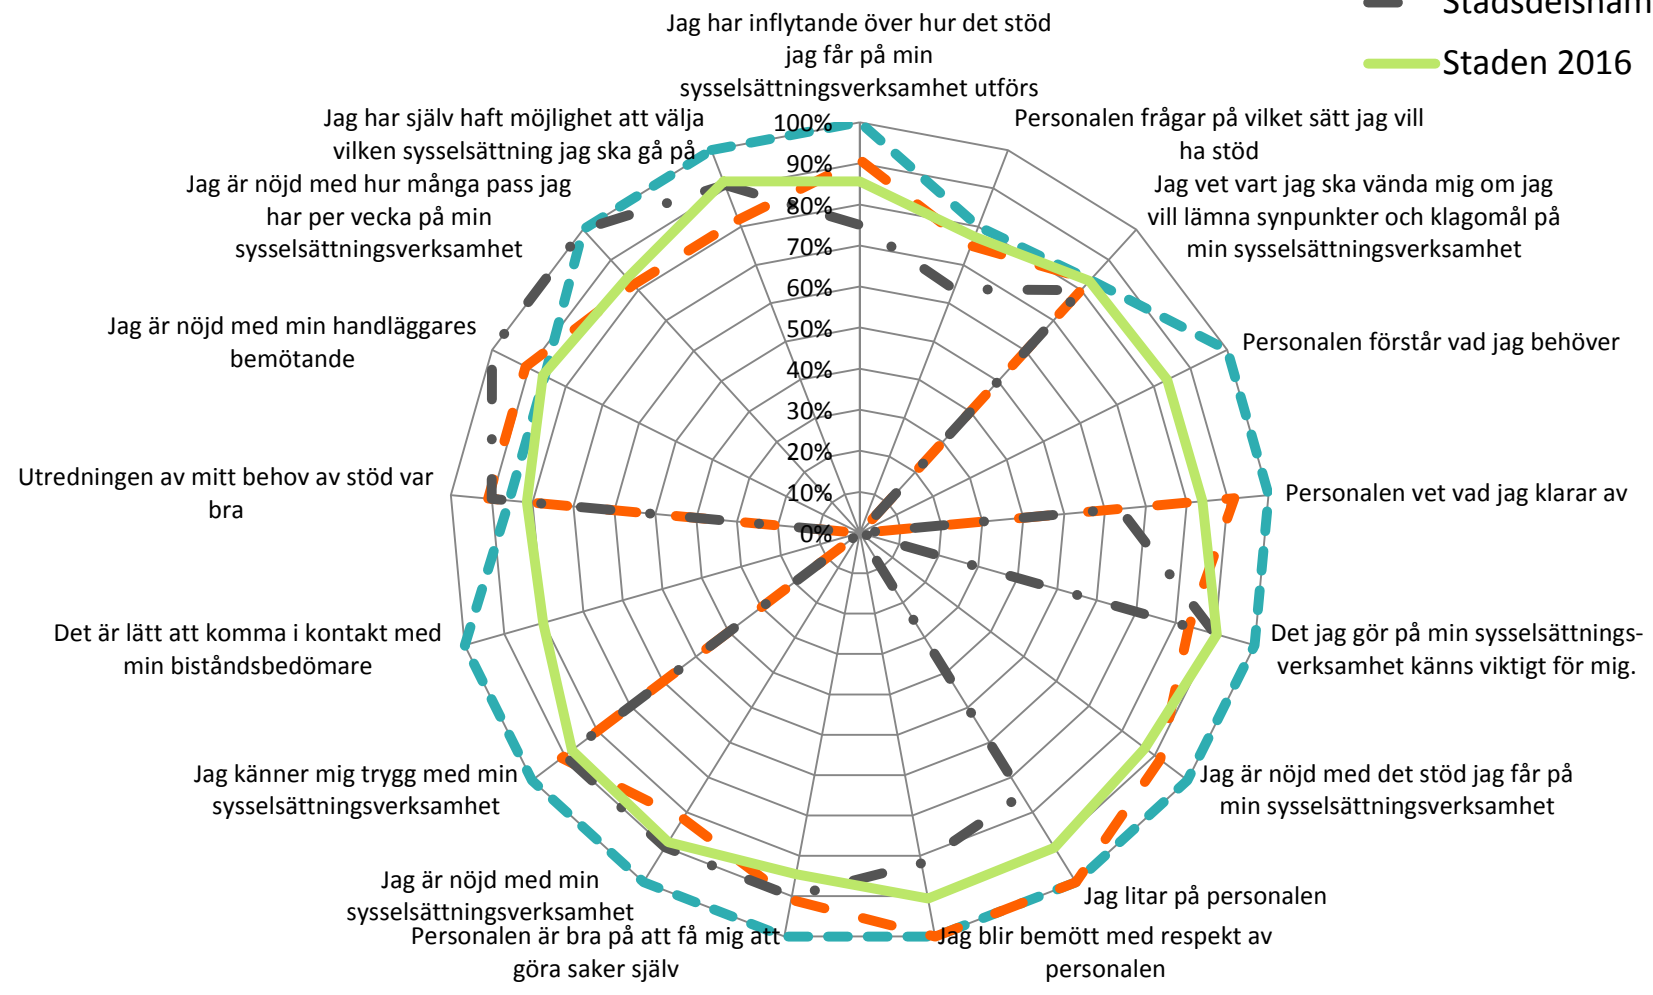 Staden 2016
Jag har inflytande över hur det stöd
jag får på min
sysselsättningsverksamhet utförs
Personalen frågar på vilket sätt jag vill
ha stöd
Jag vet vart jag ska vända mig om jag
vill lämna synpunkter och klagomål på
min sysselsättningsverksamhet
Personalen förstår vad jag behöver
Personalen vet vad jag klarar av
Det jag gör på min sysselsättnings-
verksamhet känns viktigt för mig.
Jag är nöjd med det stöd jag får på
min sysselsättningsverksamhet
Jag litar på personalen
Jag blir bemött med respekt av
personalen
Personalen är bra på att få mig att
göra saker själv
Jag är nöjd med min
sysselsättningsverksamhet
Jag känner mig trygg med min
sysselsättningsverksamhet
Det är lätt att komma i kontakt med
min biståndsbedömare
Utredningen av mitt behov av stöd var
bra
Jag är nöjd med min handläggares
bemötande
Jag är nöjd med hur många pass jag
har per vecka på min
sysselsättningsverksamhet
Jag har själv haft möjlighet att välja
vilken sysselsättning jag ska gå på
100%
90%
80%
70%
60%
50%
40%
30%
20%
10%
0%